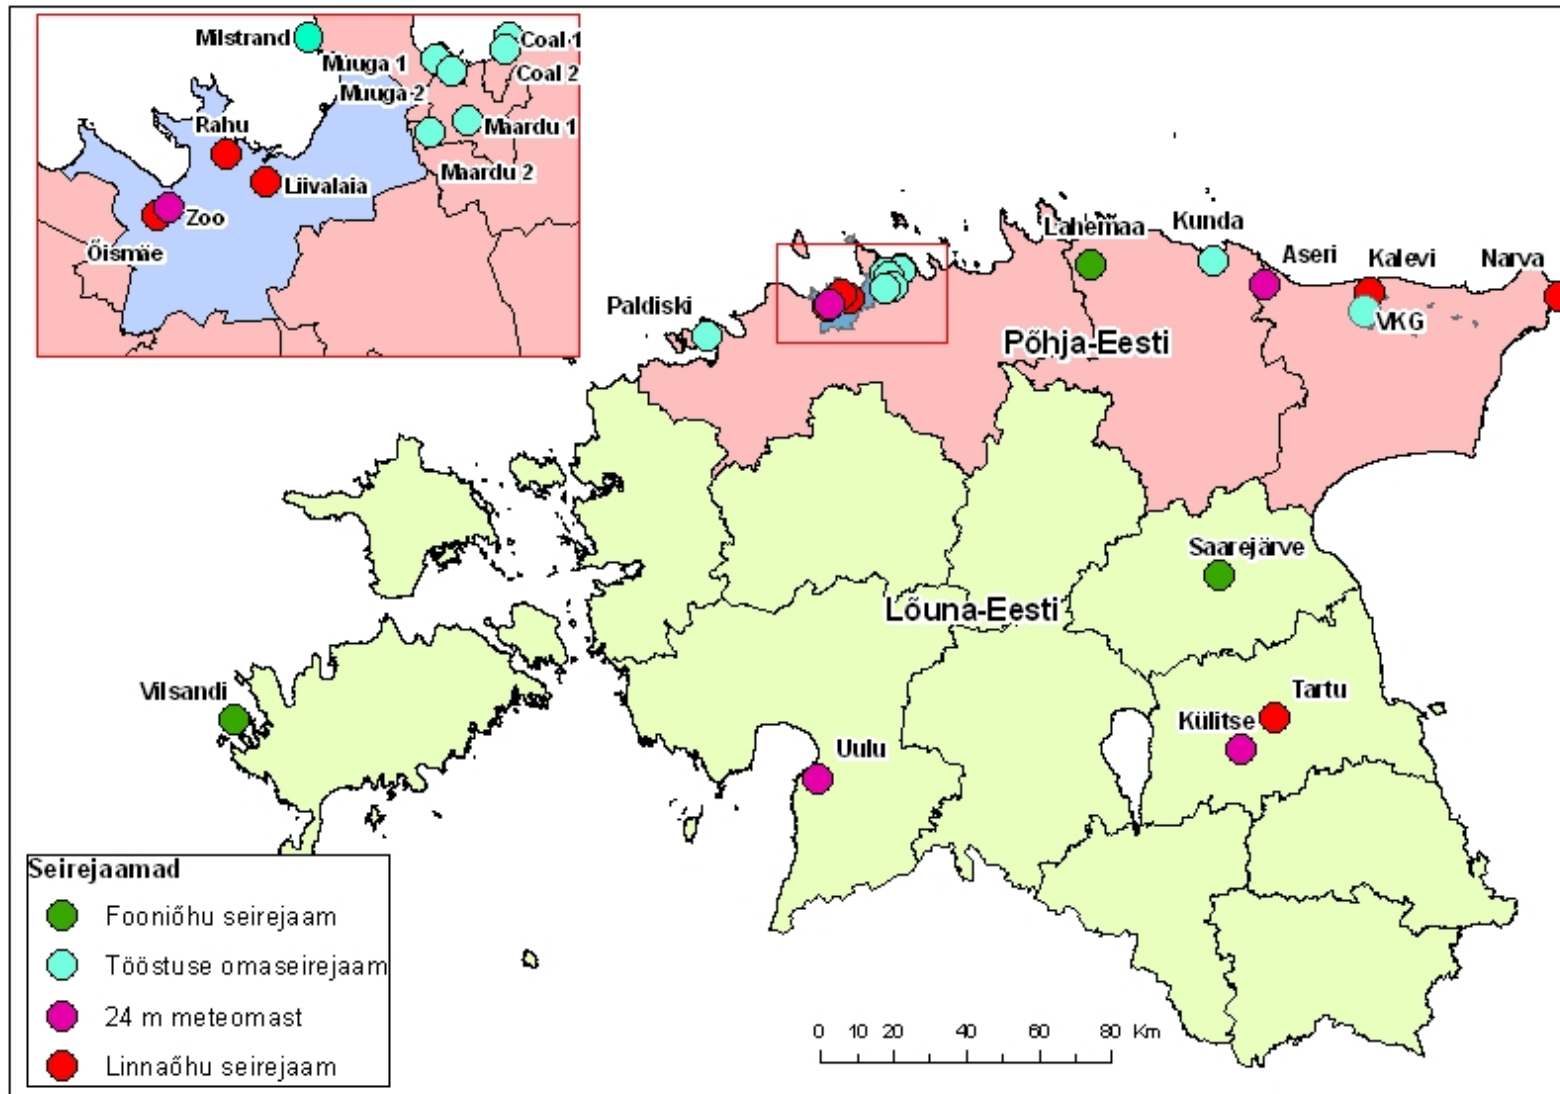 Milstrand
Coal 1
Muuga 1
Coal 2
Muuga 2
Rahu
Maardu 1
Maardu 2
Liivalaia
Zoo
Õismäe
Lahemaa
Kunda
Aseri
Kalevi
Narva
Paldiski
VKG
Põhja-Eesti
Saarejärve
Lõuna-Eesti
Vilsandi
Tartu
Külitse
Uulu
Seirejaamad
Fooniõhu seirejaam
Tööstuse omaseirejaam
24 m meteomast
Linnaõhu seirejaam
0 10 20 40 60 80 Km